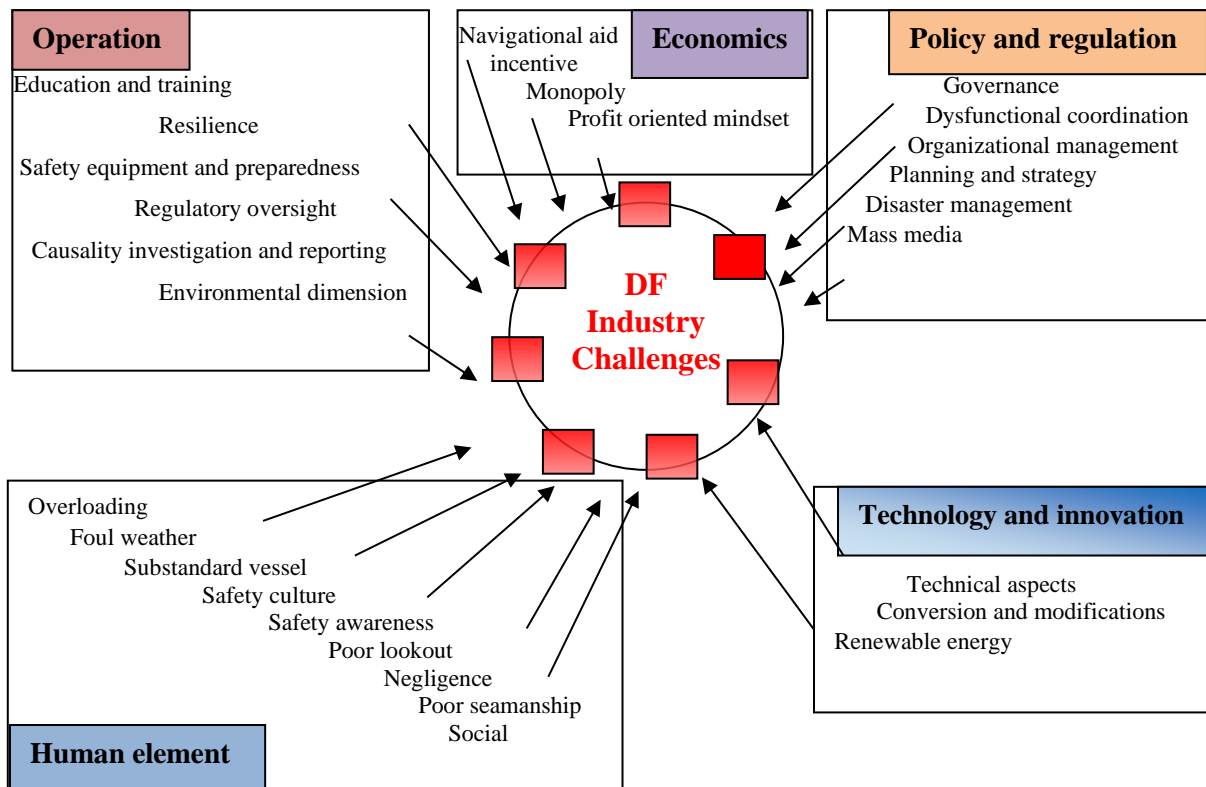 Operation
Education and training
Resilience
Safety equipment and preparedness
Regulatory oversight
Causality investigation and reporting
Environmental dimension
Economics
Navigational aid
incentive
Monopoly
Profit oriented mindset
Policy and regulation
Governance
Dysfunctional coordination
Organizational management
Planning and strategy
Disaster management
Mass media
DF
Industry
Challenges
Overloading
Foul weather
Substandard vessel
Safety culture
Safety awareness
Poor lookout
Negligence
Poor seamanship
Social
Human element
Technology and innovation
Technical aspects
Conversion and modifications
Renewable energy